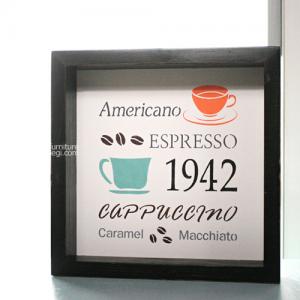 Americano
ESPRESSO
1942
CAPPUCCINO
Caramel Macchiato